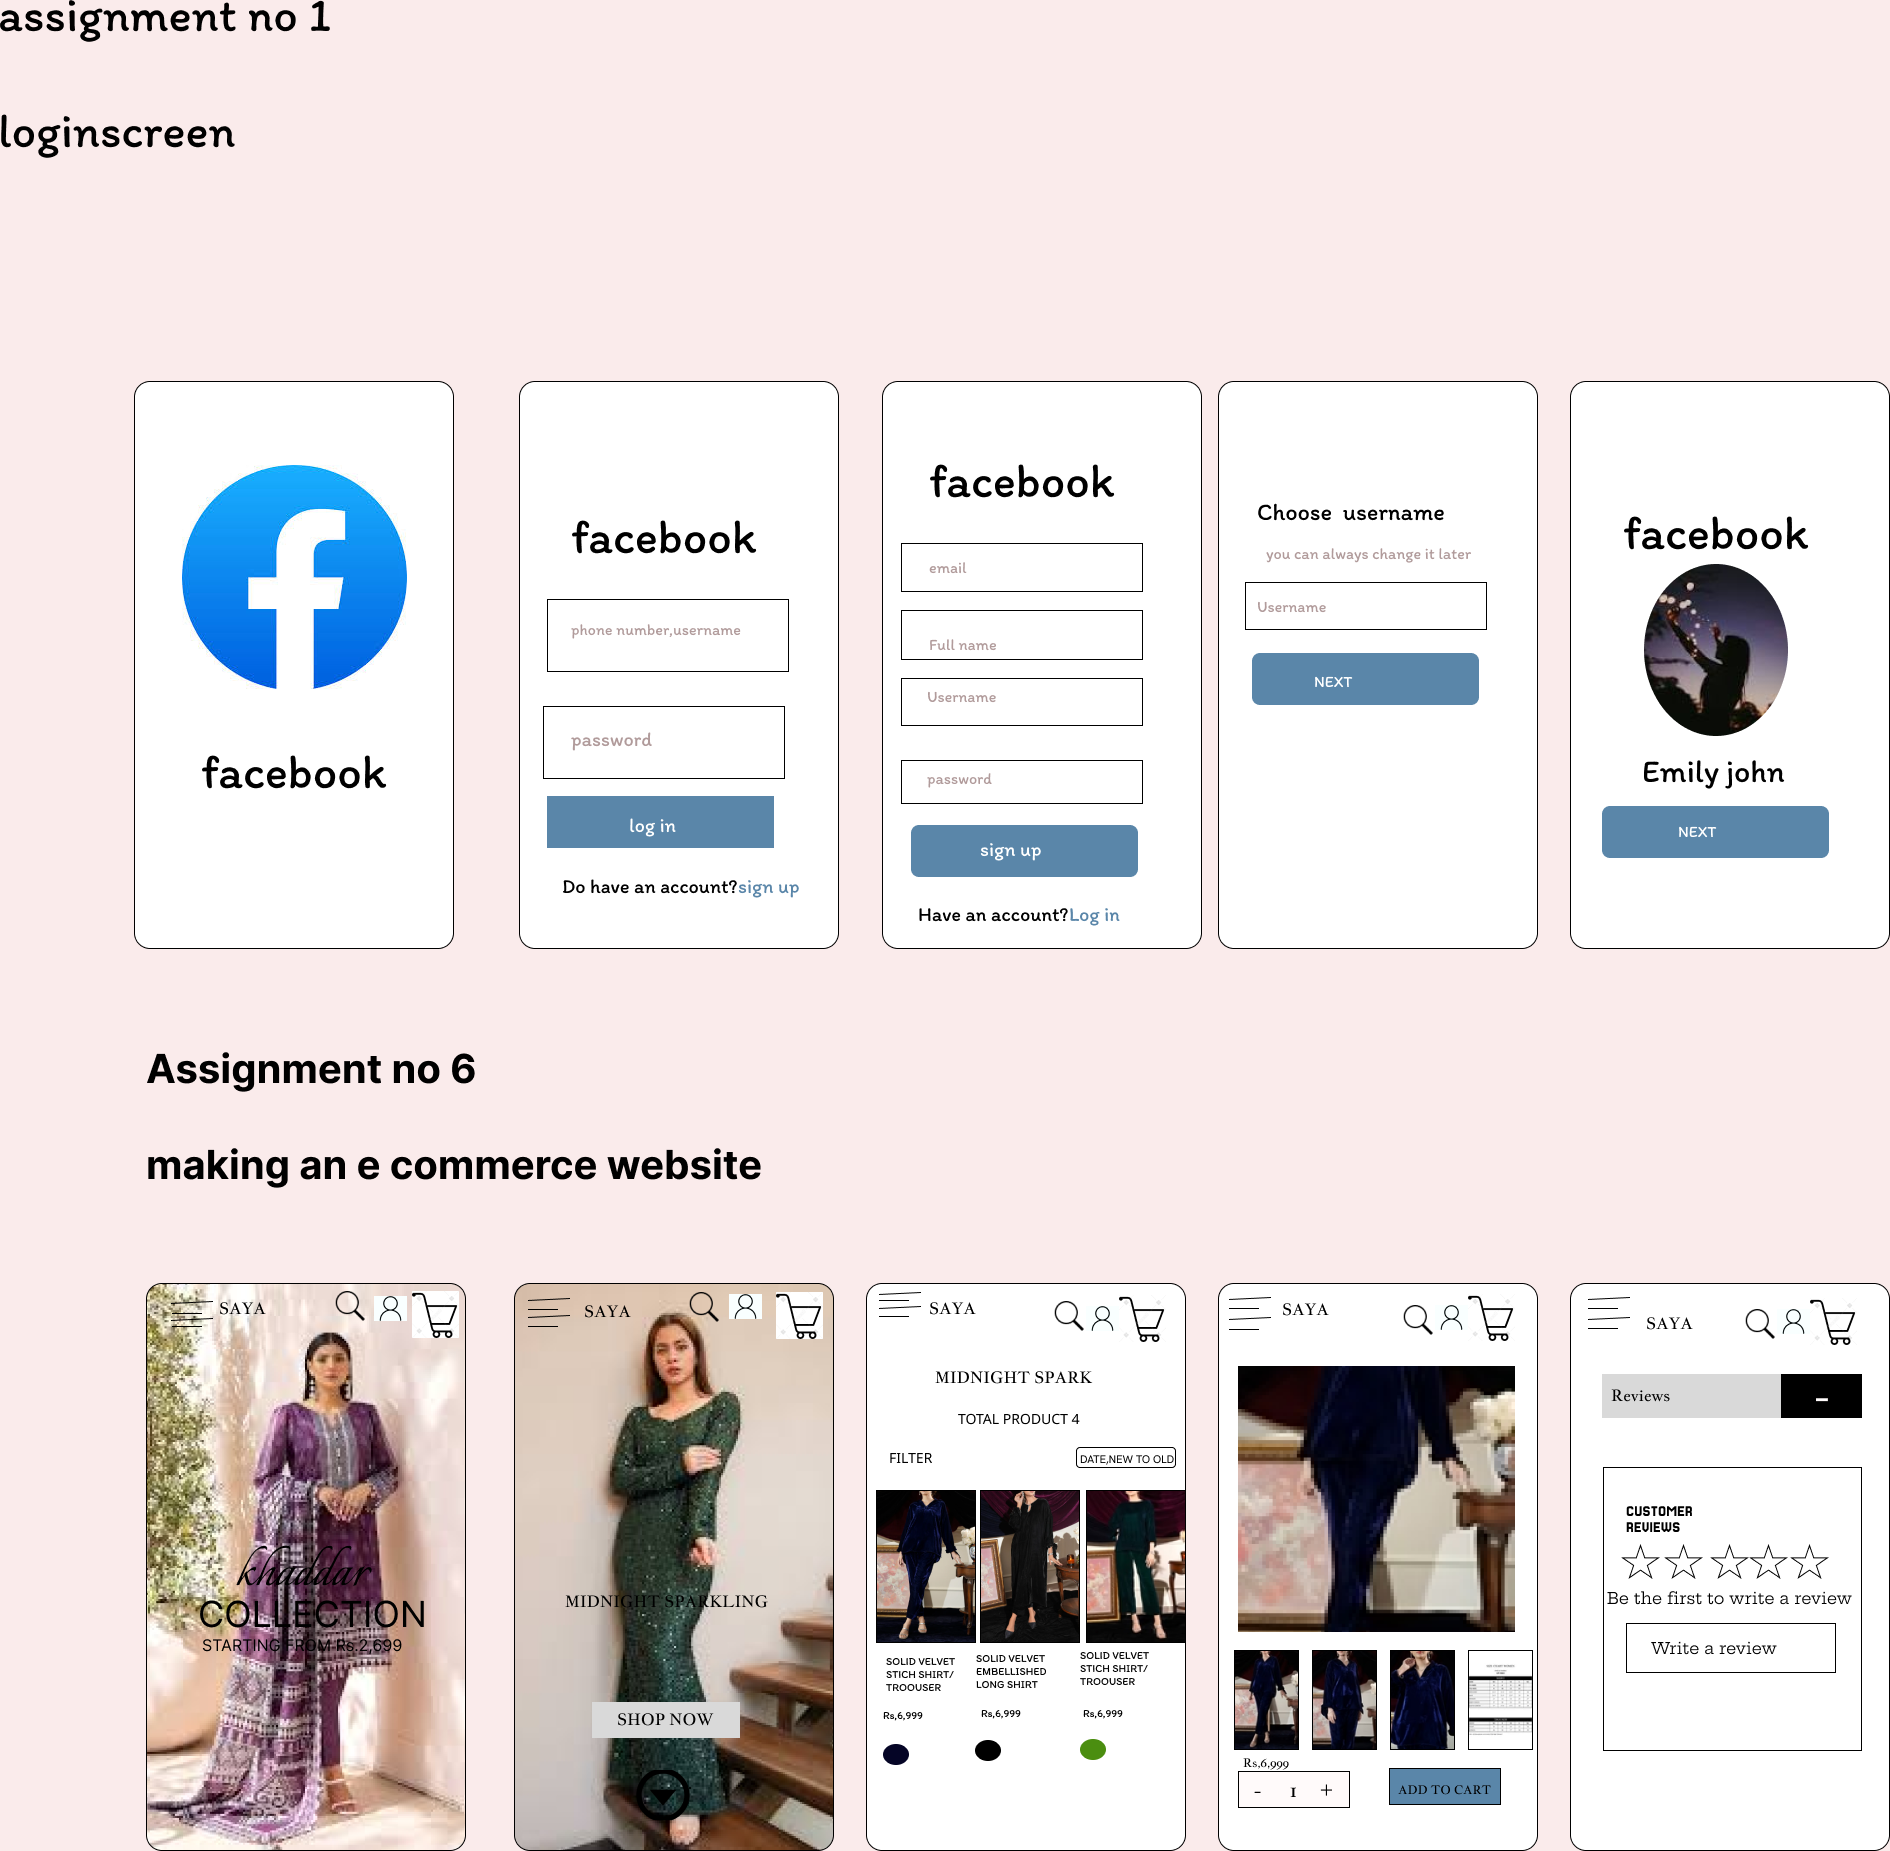 assignment no 1
loginscreen
facebook
facebook
phone number,username
password
log in
Do have an account?sign up
facebook
email
Full name
Username
password
sign up
Have an account?Log in
Choose username
you can always change it later
Username
NEXT
facebook
Emily john
NEXT
Assignment no 6
making an e commerce website
SAYA
khaddar
COLLECTION
STARTING FROM Rs.2,699
SAYA
MIDNIGHT SPARKLING
SHOP NOW
SAYA
MIDNIGHT SPARK
TOTAL PRODUCT 4
FILTER
DATE,NEW TO OLD
SOLID VELVET
STICH SHIRT/
TROOUSER
Rs,6,999
SOLID VELVET
EMBELLISHED
LONG SHIRT
Rs,6,999
SOLID VELVET
STICH SHIRT/
TROOUSER
Rs,6,999
SAYA
Rs,6,999
- 1 +
ADD TO CART
SAYA
Reviews
-
CUSTOMER
REVIEWS
Be the first to write a review
Write a review